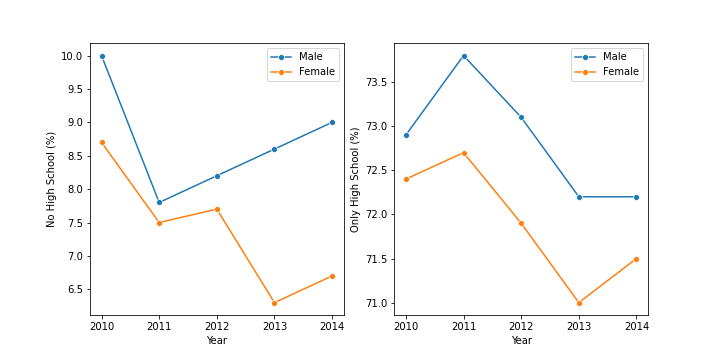 No High School (%)
10.0
9.5
9.0
8.5
8.0
7.5
7.0
6.5
2010 2011 2012 2013 2014
Year
Male
Female
Only High School (%)
73.5
73.0
72.5
72.0
71.5
71.0
2010 2011 2012 2013 2014
Year
Male
Female